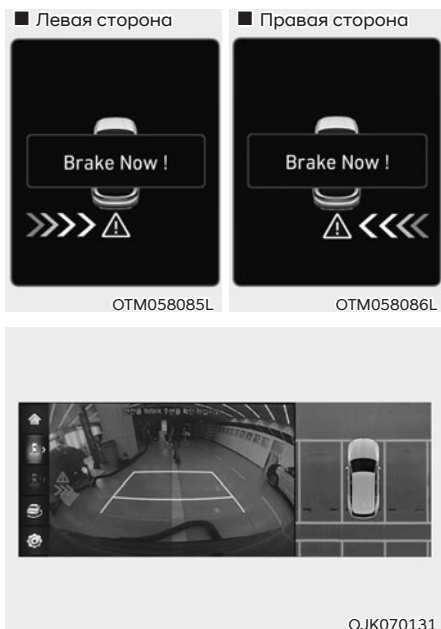 ■ Левая сторона
■ Правая сторона
Brake Now !
Brake Now !
OTM058085L
OTM058086L
OJK070131